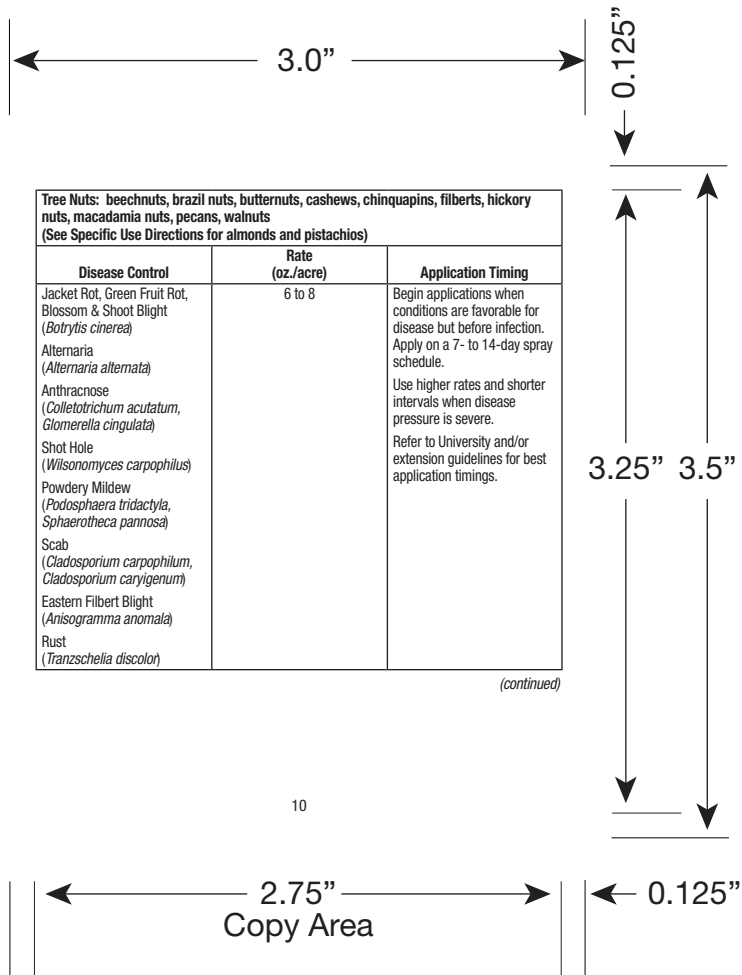 3.0”
0.125”
Tree Nuts: beechnuts, brazil nuts, butternuts, cashews, chinquapins, filberts, hickory
nuts, macadamia nuts, pecans, walnuts
(See Specific Use Directions for almonds and pistachios)
Disease Control
Rate
(oz./acre)
Application Timing
Jacket Rot, Green Fruit Rot,
Blossom & Shoot Blight
(Botrytis cinerea)
Alternaria
(Alternaria alternata)
Anthracnose
(Colletotrichum acutatum,
Glomerella cingulata)
Shot Hole
(Wilsonomyces carpophilus)
Powdery Mildew
(Podosphaera tridactyla,
Sphaerotheca pannosa)
Scab
(Cladosporium carpophilum,
Cladosporium caryigenum)
Eastern Filbert Blight
(Anisogramma anomala)
Rust
(Tranzschelia discolor)
6 to 8
Begin applications when
conditions are favorable for
disease but before infection.
Apply on a 7- to 14-day spray
schedule.
Use higher rates and shorter
intervals when disease
pressure is severe.
Refer to University and/or
extension guidelines for best
application timings.
(continued)
3.25” 3.5”
10
2.75”
Copy Area
0.125”